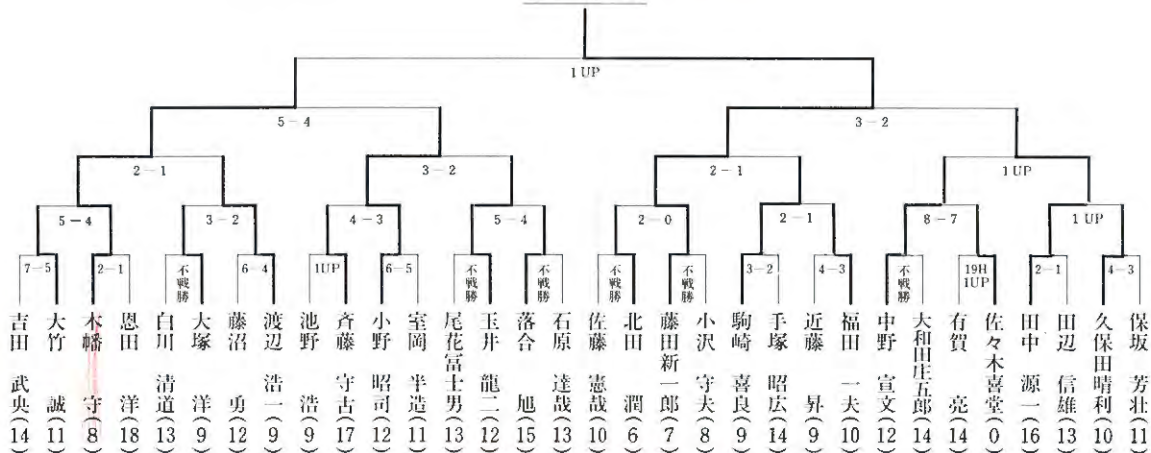 1 UP
5－4
3－2
2－1
3－2
2－1
1 UP
5－4
3－2
4－3
5－4
2－0
2－1
8－7
1 UP
7－5
2－1
不戦勝
6－4
1UP
6－5
不戦勝
不戦勝
不戦勝
不戦勝
3－2
4－3
不戦勝
19H
1UP
2－1
4－3
吉田 武央(14)
大竹 誠(11)
木幡 守(8)
恩田 洋(18)
白川 清道(13)
大塚 洋(9)
藤沼 勇(12)
渡辺 浩一(9)
池野 浩(9)
斉藤 守古(17)
小野 昭司(12)
室岡 半造(11)
尾花冨士男(13)
玉井 龍二(12)
落合 旭(15)
石原 達哉(13)
佐藤 憲哉(10)
北田 潤(6)
藤田新一郎(7)
小沢 守夫(8)
駒崎 喜良(9)
手塚 昭広(14)
近藤 昇(9)
福田 一夫(10)
中野 宣文(12)
大和田庄五郎(14)
有賀 亮(14)
佐々木喜堂(0)
田中 源一(16)
田辺 信雄(13)
久保田晴利(10)
保坂 芳壮(11)